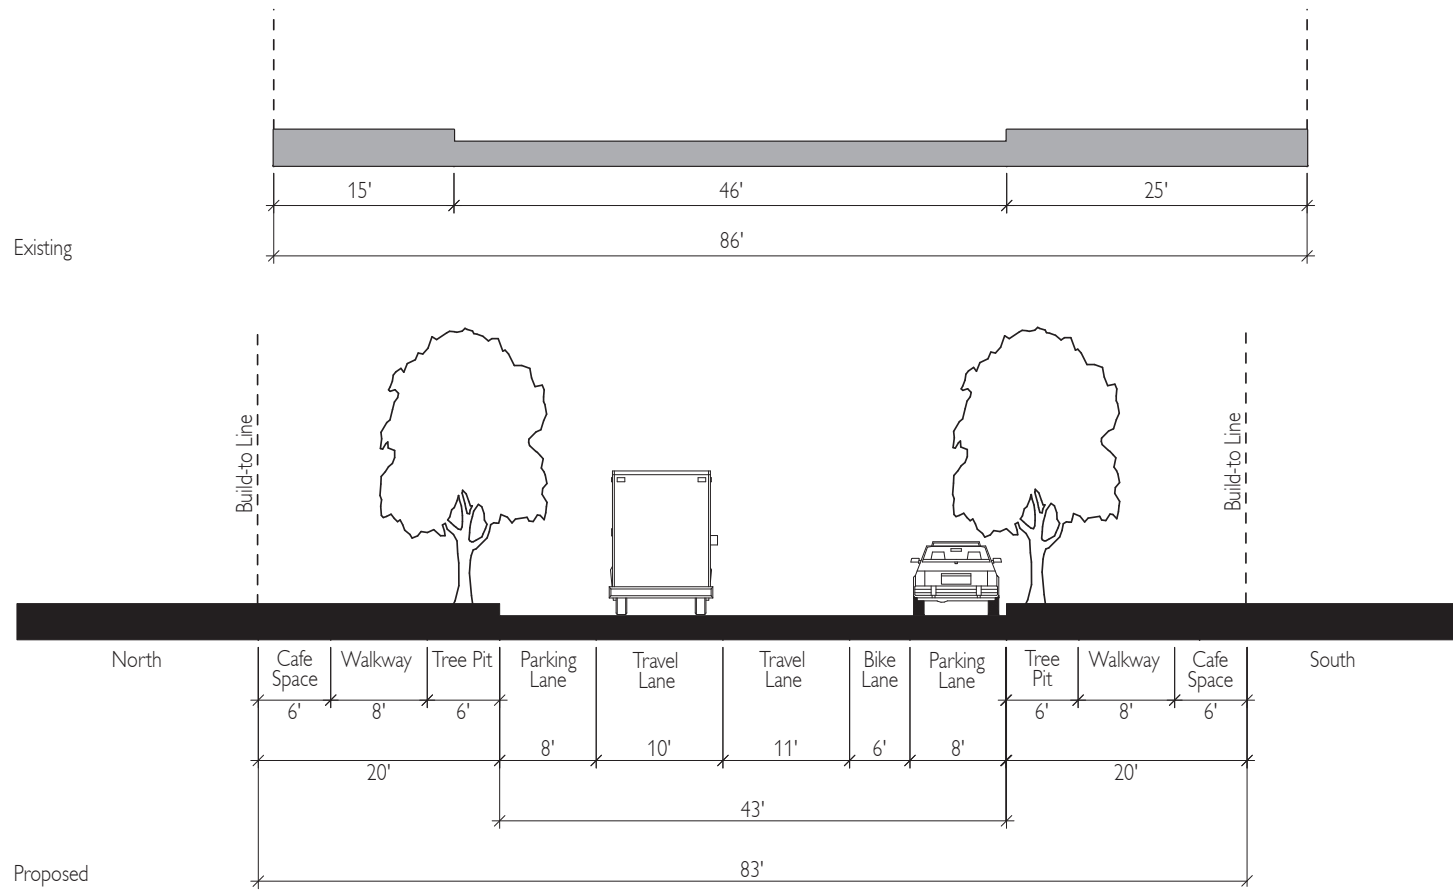 15' 46' 25'
86'
Existing
Build-to Line
Build-to Line
North
Cafe
Space
Walkway
Tree Pit
Parking
Lane
Travel
Lane
Travel
Lane
Bike
Lane
Parking
Lane
Tree
Pit
Walkway
Cafe
Space
South
6' 8' 6' 6' 8' 6'
8' 10' 11' 6' 8'
20' 20'
43'
83'
Proposed